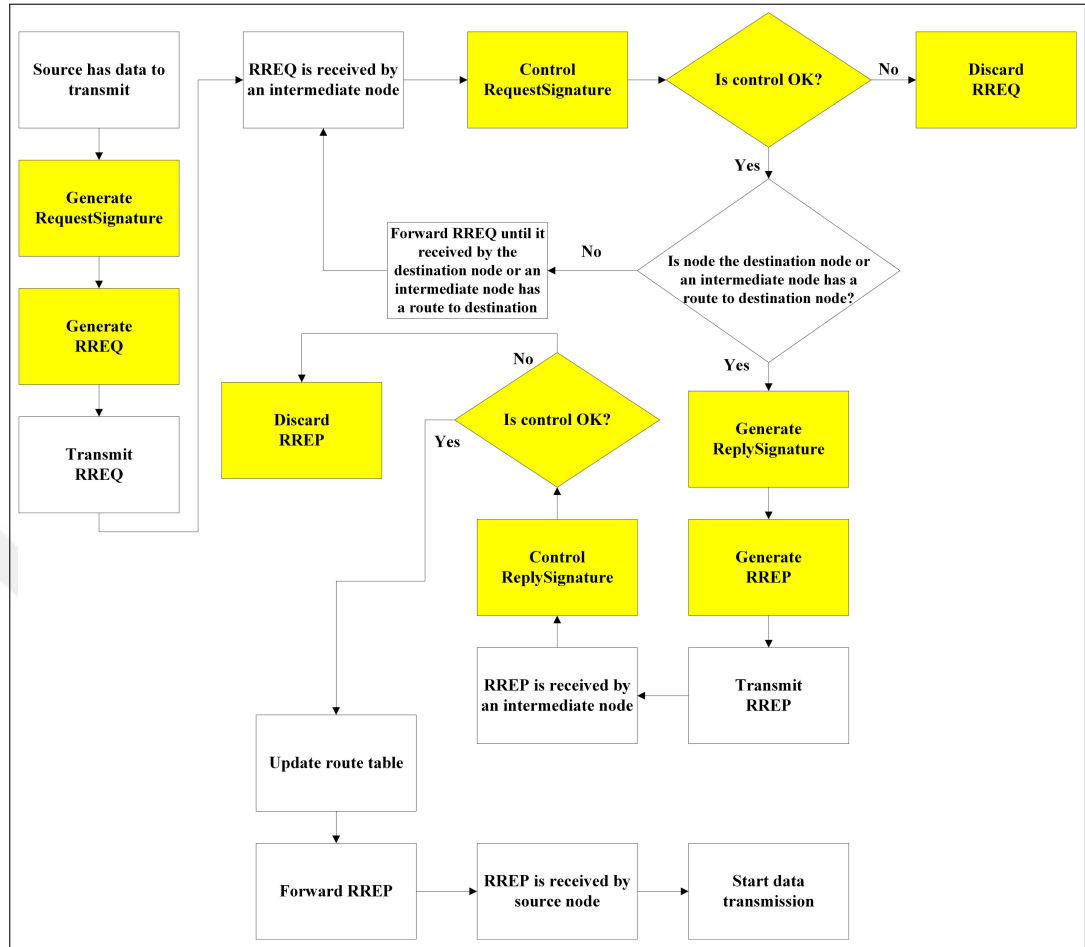 Source has data to
transmit
Generate
RequestSignature
Generate
RREQ
Transmit
RREQ
RREQ is received by
an intermediate node
Control
RequestSignature
Is control OK?
No
Discard
RREQ
Yes
Is node the destination node or
an intermediate node has a
route to destination node?
No
Forward RREQ until it
received by the
destination node or an
intermediate node has
a route to destination
Yes
Generate
ReplySignature
Generate
RREP
Transmit
RREP
RREP is received by
an intermediate node
Control
ReplySignature
Is control OK?
No
Discard
RREP
Yes
Update route table
Forward RREP
RREP is received by
source node
Start data
transmission